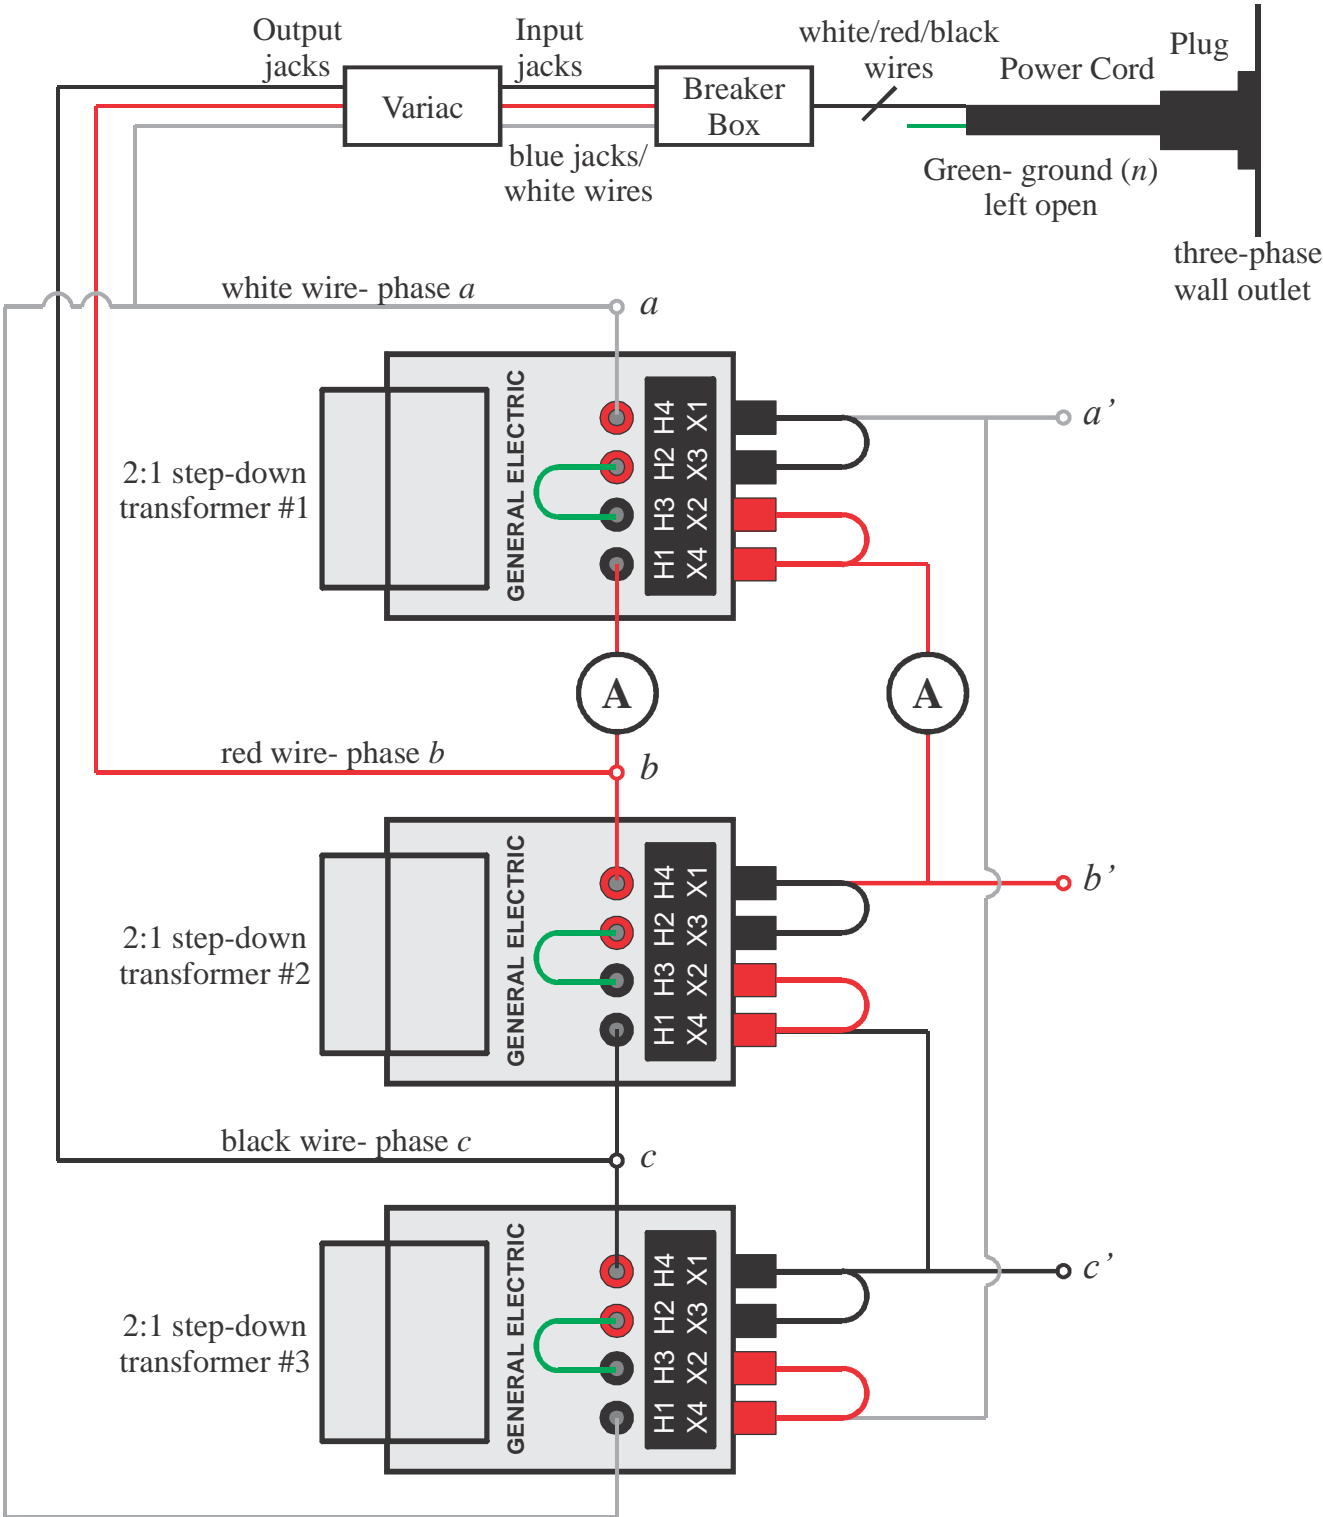 Output
jacks
Input
jacks
white/red/black
wires
Plug
Power Cord
Variac
Breaker
Box
blue jacks/
white wires
Green- ground (n)
left open
three-phase
wall outlet
white wire- phase a
a
2:1 step-down
transformer #1
GENERAL ELECTRIC
H4 X1
H2 X3
H3 X2
H1 X4
a’
A
A
red wire- phase b
b
2:1 step-down
transformer #2
GENERAL ELECTRIC
H4 X1
H2 X3
H3 X2
H1 X4
b’
black wire- phase c
c
2:1 step-down
transformer #3
GENERAL ELECTRIC
H4 X1
H2 X3
H3 X2
H1 X4
c’